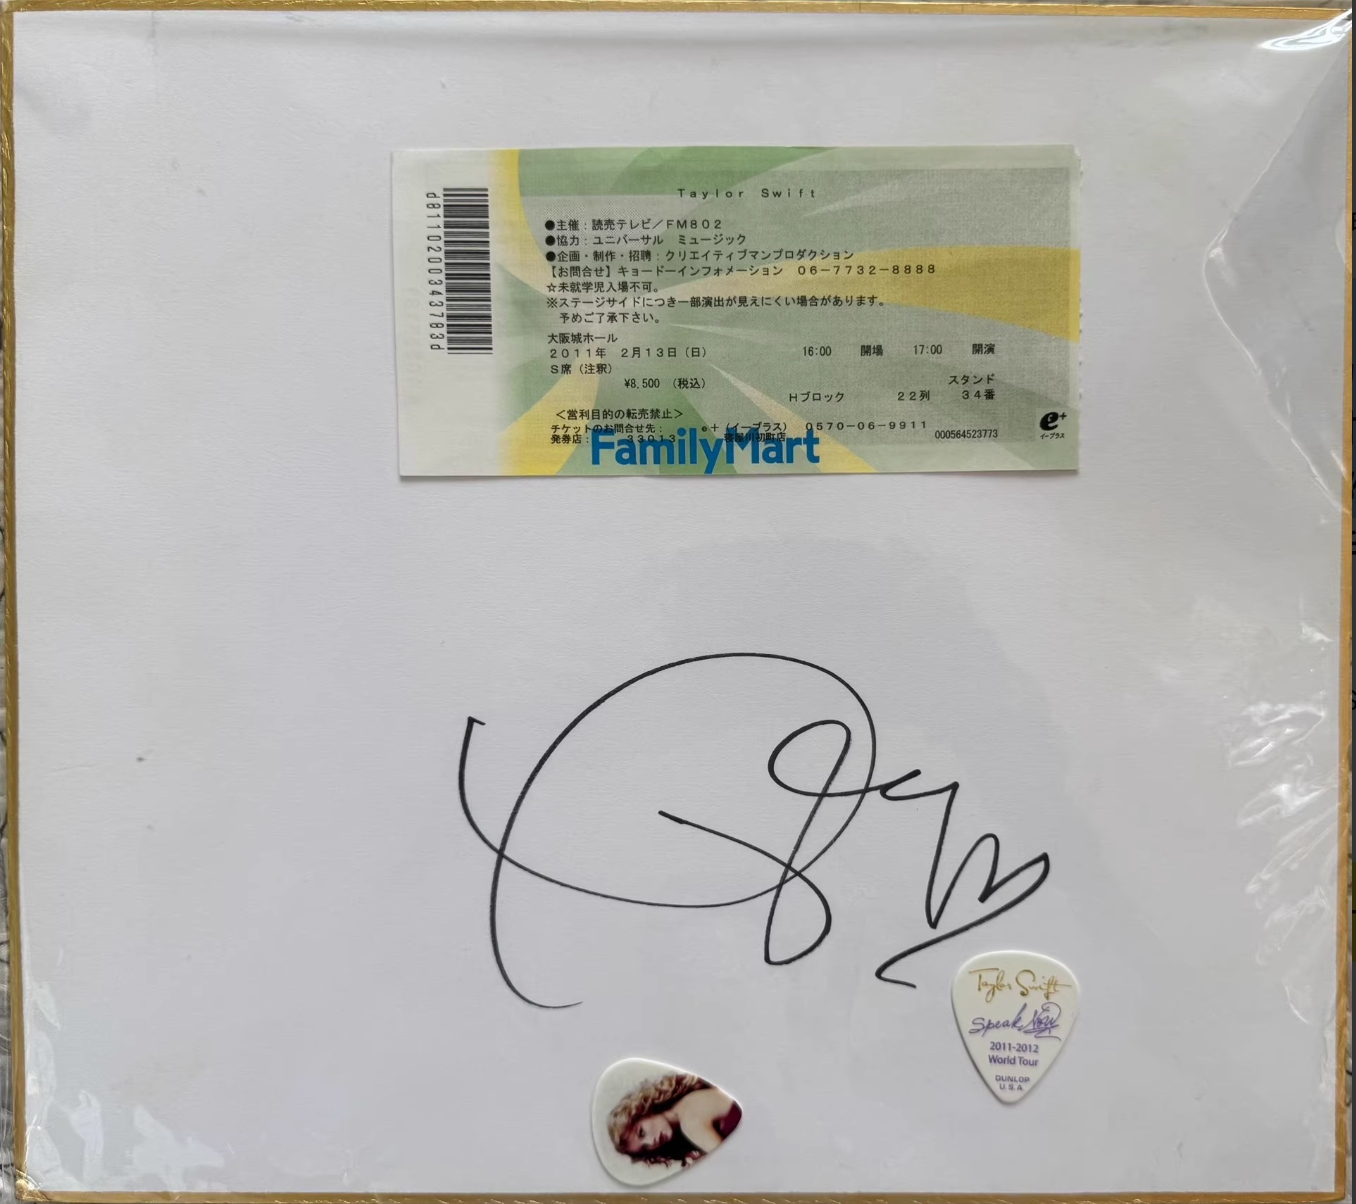 Taylor Swift
●主催:読売テレビ/FM802
●協力:ユニバーサル ミュージック
●企画・制作・招聘:クリエイティブマンプロダクション
【お問合せ】キョードーインフォメーション 06-7732-8888
☆未就学児入場不可。
※ステージサイドにつき一部演出が見えにくい場合があります。
予めご了承下さい。
大阪城ホール
2011年 2月13日(日) 16:00 開場 17:00 開演
S席(注釈)
¥8,500 (税込) スタンド
Hブロック 22列 34番
<営利目的の転売禁止>
チケットのお問合せ先: e+(イープラス) 0570-06-9911
発券店: 33013 寝屋川初町店 000564523773
e+
イープラス
FamilyMart
d8110200343783d
Taylor Swift
Speak Now
2011-2012
World Tour
DUNLOP
U.S.A.